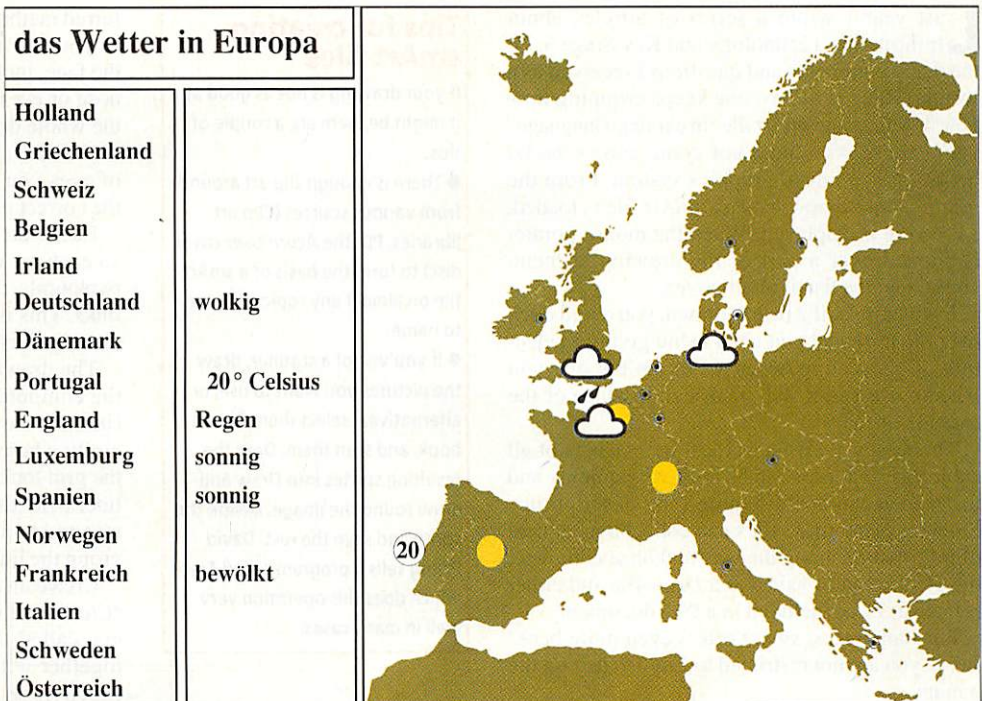 das Wetter in Europa
Holland
Griechenland
Schweiz
Belgien
Irland
Deutschland wolkig
Dänemark
Portugal 20 º Celsius
England Regen
Luxemburg sonnig
Spanien sonnig
Norwegen
Frankreich bewölkt
Italien
Schweden
Österreich
20